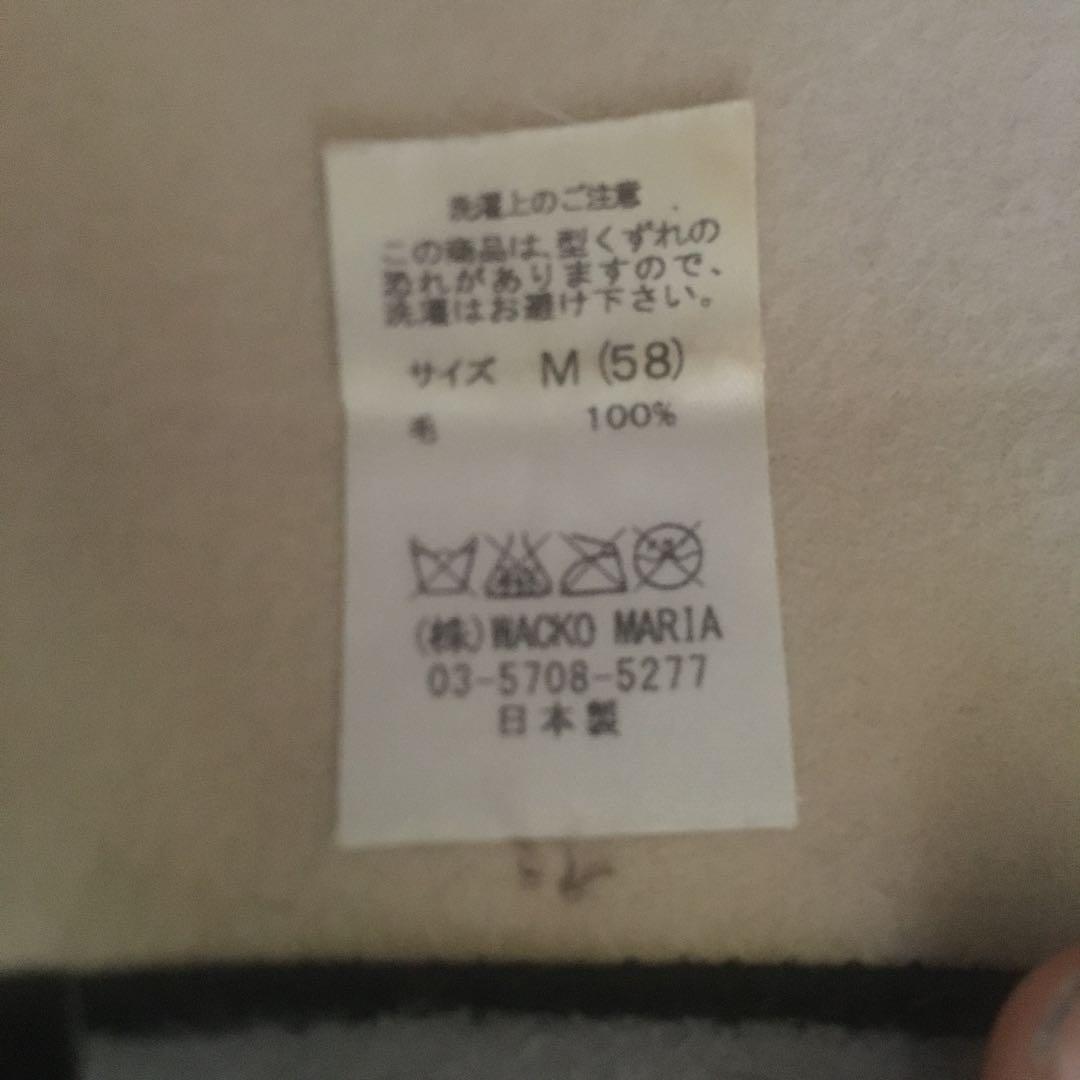 洗濯上のご注意
この商品は、型くずれの
恐れがありますので、
洗濯はお避け下さい。
サイズ M (58)
毛 100%
(株)WACKO MARIA
03-5708-5277
日本製